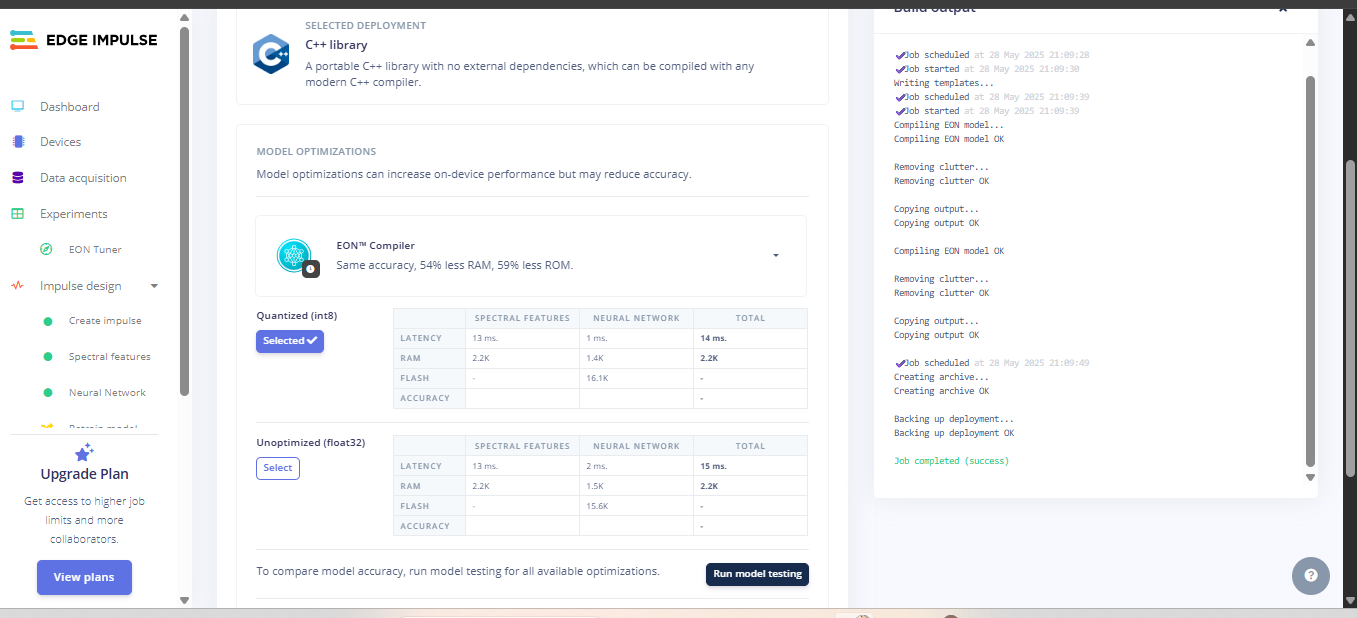 EDGE IMPULSE
Dashboard
Devices
Data acquisition
Experiments
EON Tuner
Impulse design
Create impulse
Spectral features
Neural Network
Retrain model
Upgrade Plan
Get access to higher job
limits and more
collaborators.
View plans
SELECTED DEPLOYMENT
C++ library
A portable C++ library with no external dependencies, which can be compiled with any
modern C++ compiler.
MODEL OPTIMIZATIONS
Model optimizations can increase on-device performance but may reduce accuracy.
EON™ Compiler
Same accuracy, 54% less RAM, 59% less ROM.
Quantized (int8)
Selected
SPECTRAL FEATURES NEURAL NETWORK TOTAL
LATENCY 13 ms. 1 ms. 14 ms.
RAM 2.2K 1.4K 2.2K
FLASH - 16.1K -
ACCURACY -
Unoptimized (float32)
Select
SPECTRAL FEATURES NEURAL NETWORK TOTAL
LATENCY 13 ms. 2 ms. 15 ms.
RAM 2.2K 1.5K 2.2K
FLASH - 15.6K -
ACCURACY -
To compare model accuracy, run model testing for all available optimizations.
Run model testing
Build output
Job scheduled at 28 May 2025 21:09:28
Job started at 28 May 2025 21:09:30
Writing templates...
Job scheduled at 28 May 2025 21:09:39
Job started at 28 May 2025 21:09:39
Compiling EON model...
Compiling EON model OK
Removing clutter...
Removing clutter OK
Copying output...
Copying output OK
Compiling EON model OK
Removing clutter...
Removing clutter OK
Copying output...
Copying output OK
Job scheduled at 28 May 2025 21:09:49
Creating archive...
Creating archive OK
Backing up deployment...
Backing up deployment OK
Job completed (success)